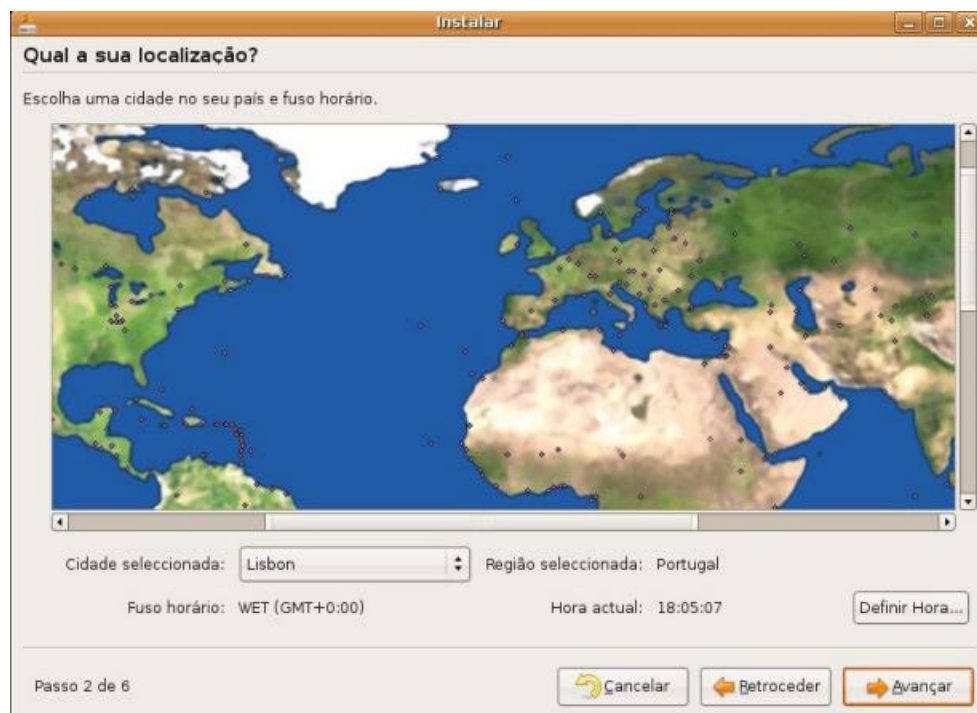 Instalar
Qual a sua localização?
Escolha uma cidade no seu país e fuso horário.
Cidade seleccionada: Lisbon Região seleccionada: Portugal
Fuso horário: WET (GMT+0:00) Hora actual: 18:05:07 Definir Hora...
Passo 2 de 6 Cancelar Retroceder Avançar